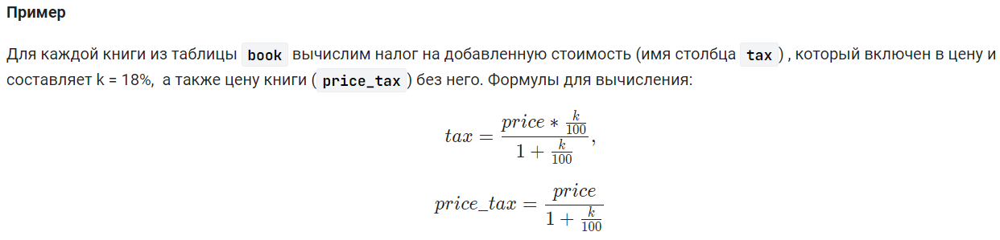 Пример
Для каждой книги из таблицы book вычислим налог на добавленную стоимость (имя столбца tax) , который включен в цену и
составляет k = 18%, а также цену книги (price_tax) без него. Формулы для вычисления:
tax = \frac{price * \frac{k}{100}}{1 + \frac{k}{100}},
price_tax = \frac{price}{1 + \frac{k}{100}}